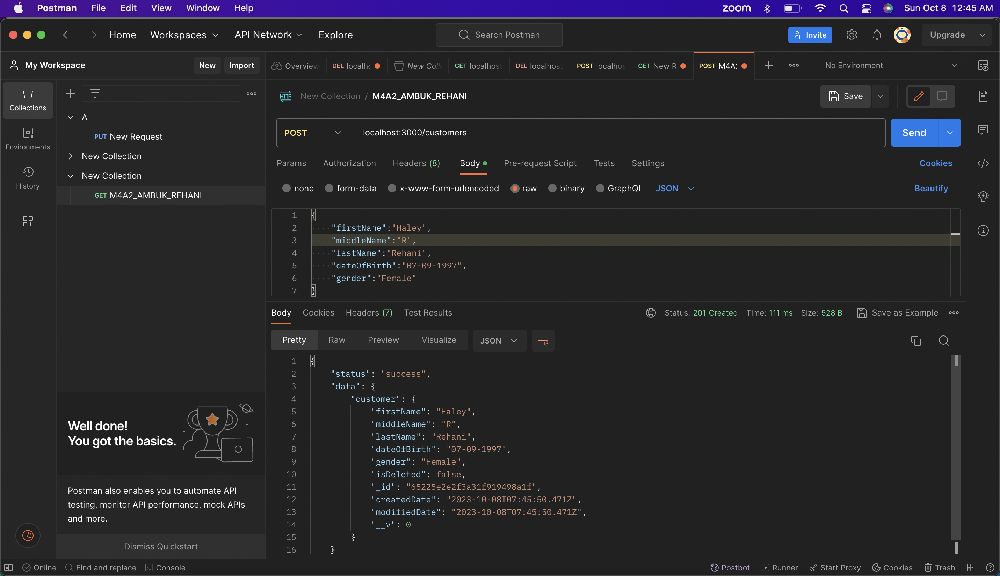 Postman File Edit View Window Help zoom Sun Oct 8 12:45 AM
Home Workspaces API Network Explore Search Postman Invite Upgrade
My Workspace New Import Overview DEL localhc New Coll GET localhost DEL localhost POST localhos GET New R POST M4A2 No Environment
HTTP New Collection / M4A2_AMBUK_REHANI Save
Collections
Environments
History
A
PUT New Request
New Collection
New Collection
GET M4A2_AMBUK_REHANI
POST localhost:3000/customers Send
Params Authorization Headers (8) Body Pre-request Script Tests Settings Cookies
none form-data x-www-form-urlencoded raw binary GraphQL JSON Beautify
1 {
2 "firstName":"Haley",
3 "middleName":"R",
4 "lastName":"Rehani",
5 "dateOfBirth":"07-09-1997",
6 "gender":"Female"
7 }
Body Cookies Headers (7) Test Results Status: 201 Created Time: 111 ms Size: 528 B Save as Example
Pretty Raw Preview Visualize JSON
1 {
2 "status": "success",
3 "data": {
4 "customer": {
5 "firstName": "Haley",
6 "middleName": "R",
7 "lastName": "Rehani",
8 "dateOfBirth": "07-09-1997",
9 "gender": "Female",
10 "isDeleted": false,
11 "_id": "65225e2e2f3a31f919498a1f",
12 "createdDate": "2023-10-08T07:45:50.471Z",
13 "modifiedDate": "2023-10-08T07:45:50.471Z",
14 "__v": 0
15 }
16 }
Well done!
You got the basics.
Postman also enables you to automate API
testing, monitor API performance, mock APIs
and more.
Dismiss Quickstart
Online Find and replace Console Postbot Runner Start Proxy Cookies Trash